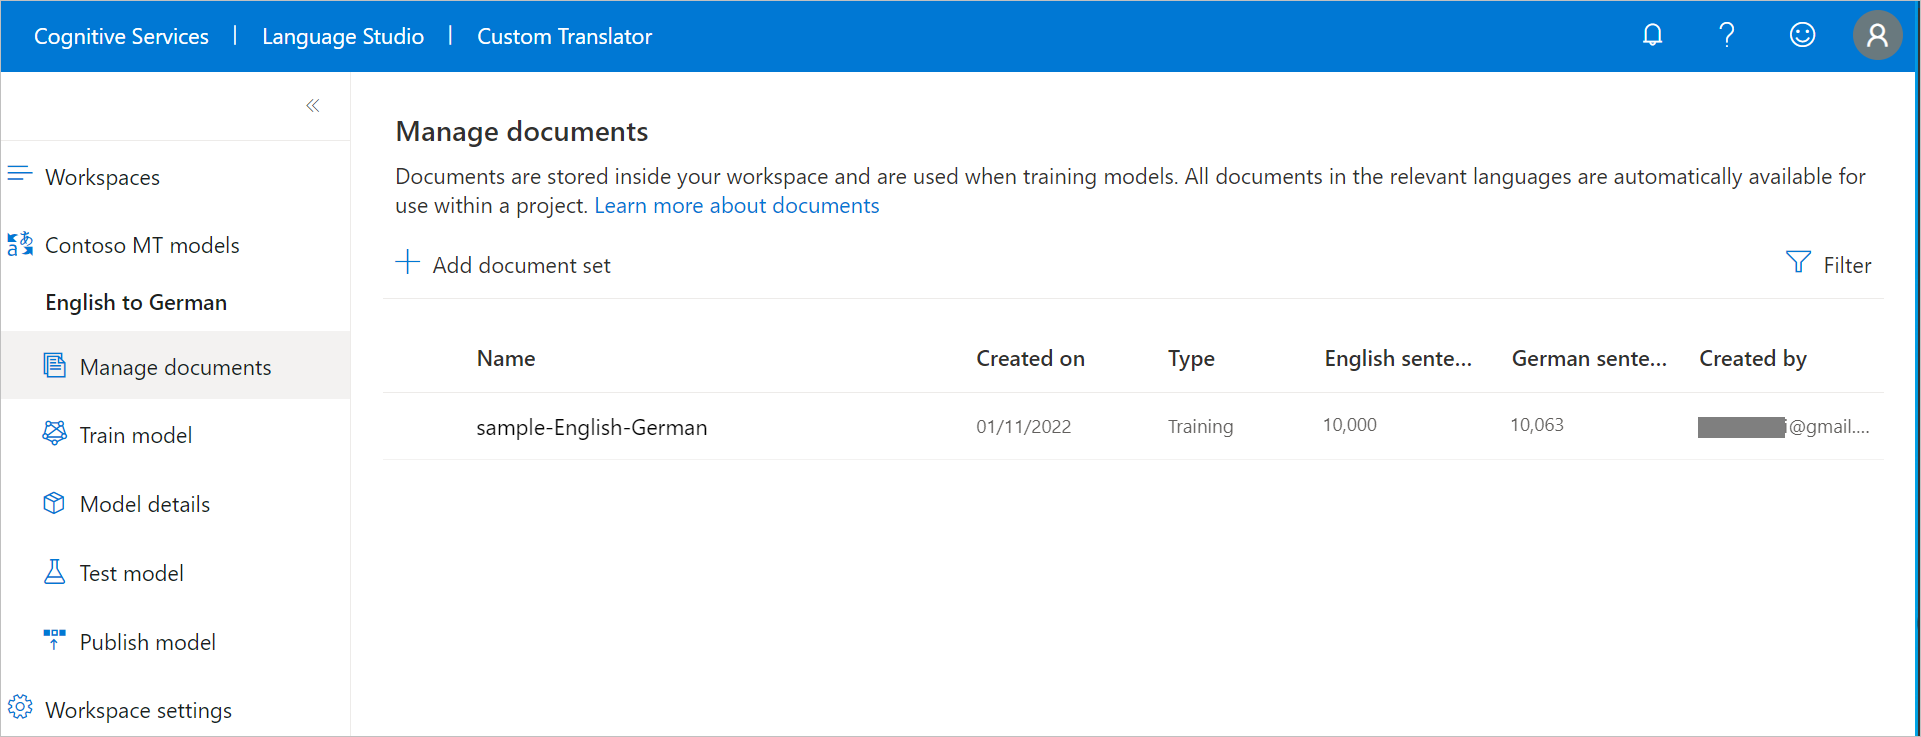 Cognitive Services | Language Studio | Custom Translator
Workspaces
Contoso MT models
English to German
Manage documents
Train model
Model details
Test model
Publish model
Workspace settings
Manage documents
Documents are stored inside your workspace and are used when training models. All documents in the relevant languages are automatically available for
use within a project. Learn more about documents
Add document set
Filter
Name Created on Type English sente... German sente... Created by
sample-English-German 01/11/2022 Training 10,000 10,063 i@gmail....